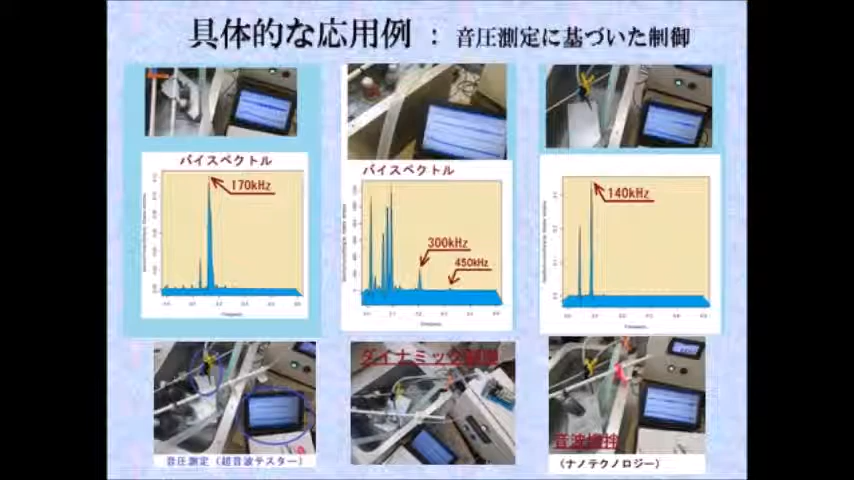 具体的な応用例 ： 音圧測定に基づいた制御
バイスペクトル
170kHz
バイスペクトル
300kHz
450kHz
140kHz
音圧測定（超音波テスター）
ダイナミック制御
音波撹拌
（ナノテクノロジー）